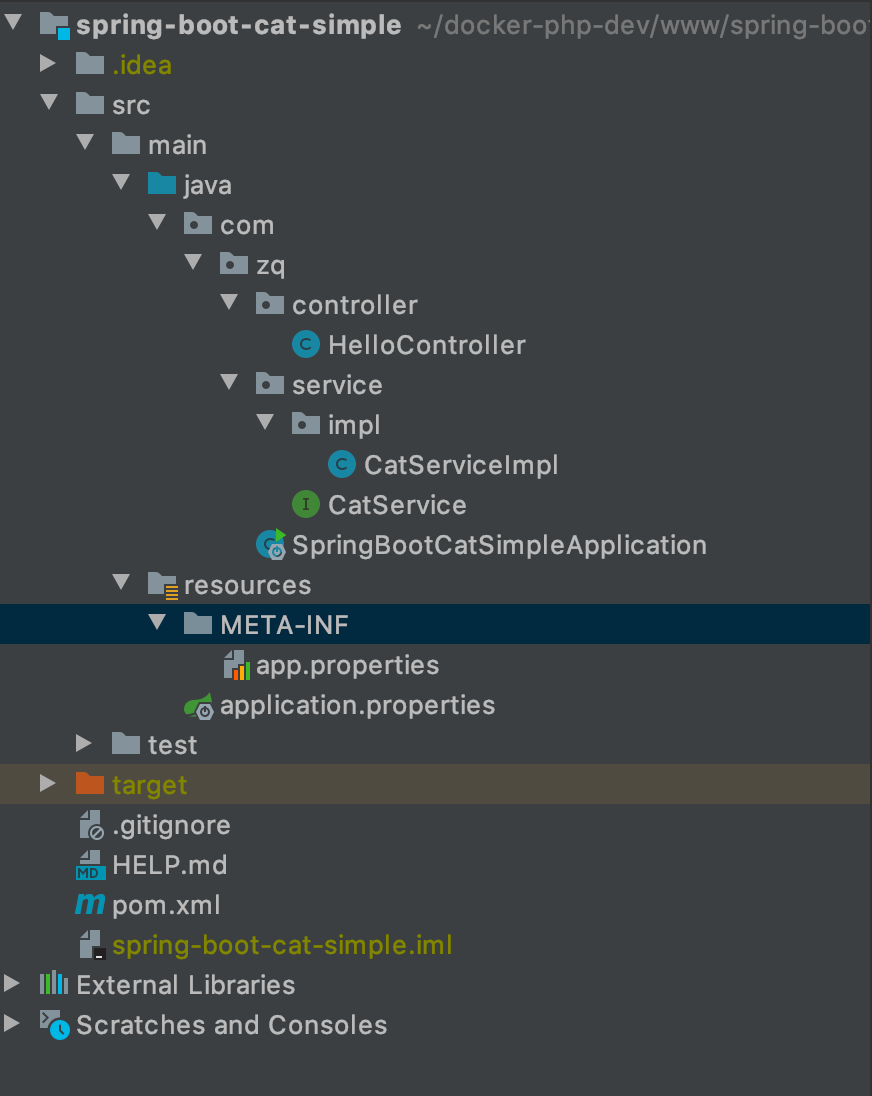 spring-boot-cat-simple ~/docker-php-dev/www/spring-boo
.idea
src
main
java
com
zq
controller
C HelloController
service
impl
C CatServiceImpl
I CatService
SpringBootCatSimpleApplication
resources
META-INF
app.properties
application.properties
test
target
.gitignore
MD HELP.md
m pom.xml
spring-boot-cat-simple.iml
External Libraries
Scratches and Consoles